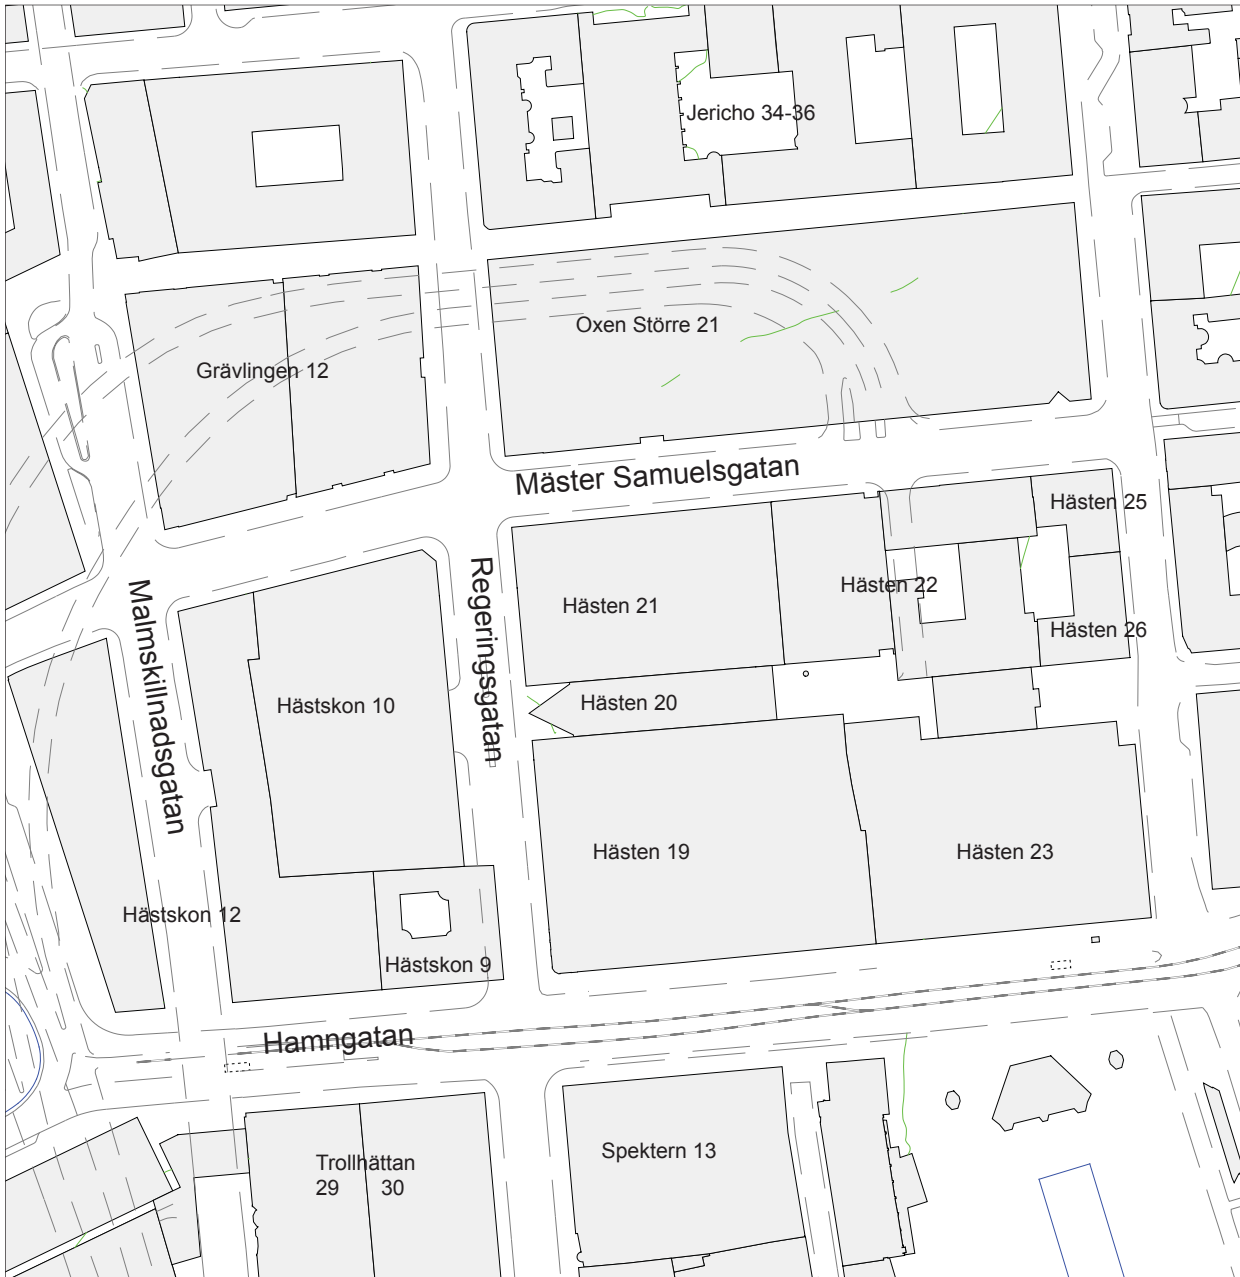 Jericho 34-36
Oxen Större 21
Grävlingen 12
Mäster Samuelsgatan
Hästen 25
Regeringsgatan
Malmskillnadsgatan
Hästen 22
Hästen 21
Hästen 26
Hästskon 10
Hästen 20
Hästen 19
Hästen 23
Hästskon 12
Hästskon 9
Hamngatan
Spektern 13
Trollhättan
29 30